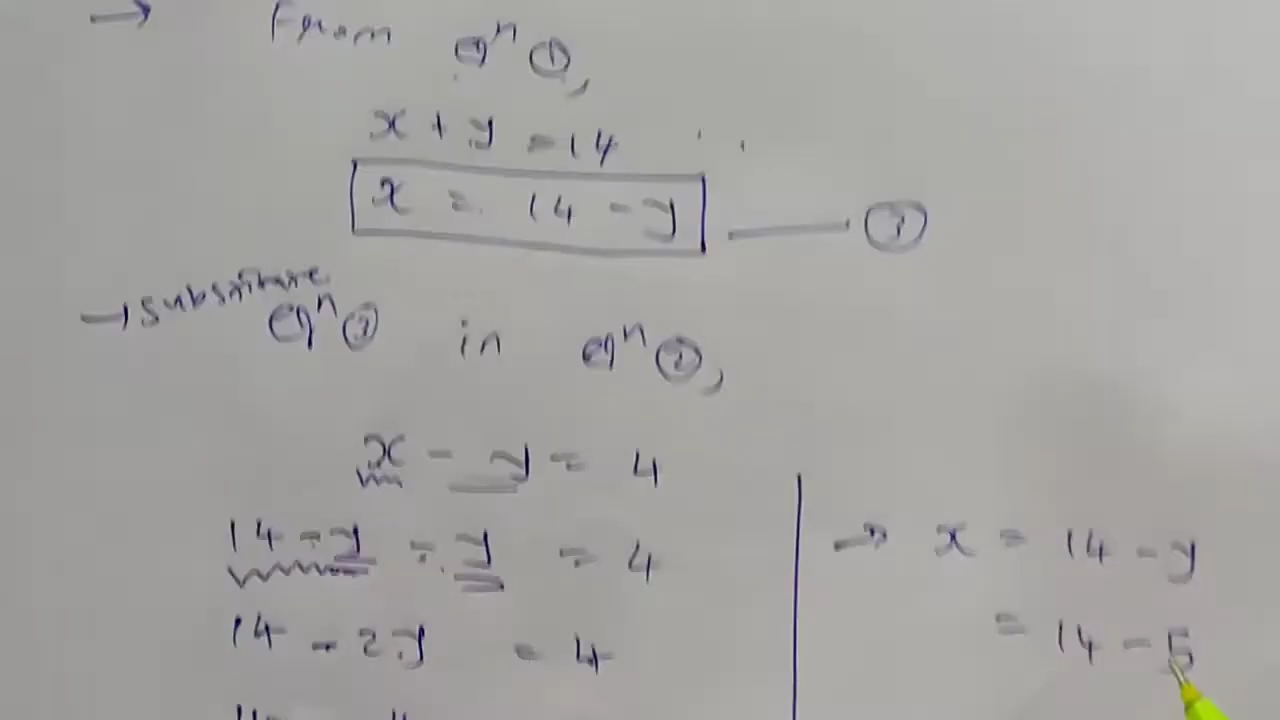 → From eqⁿ ①,
x + y = 14
x = 14 - y —— ③
→ substitute eqⁿ ③ in eqⁿ ②,
x - y = 4
14 - y - y = 4
14 - 2y = 4
→ x = 14 - y
= 14 - 5